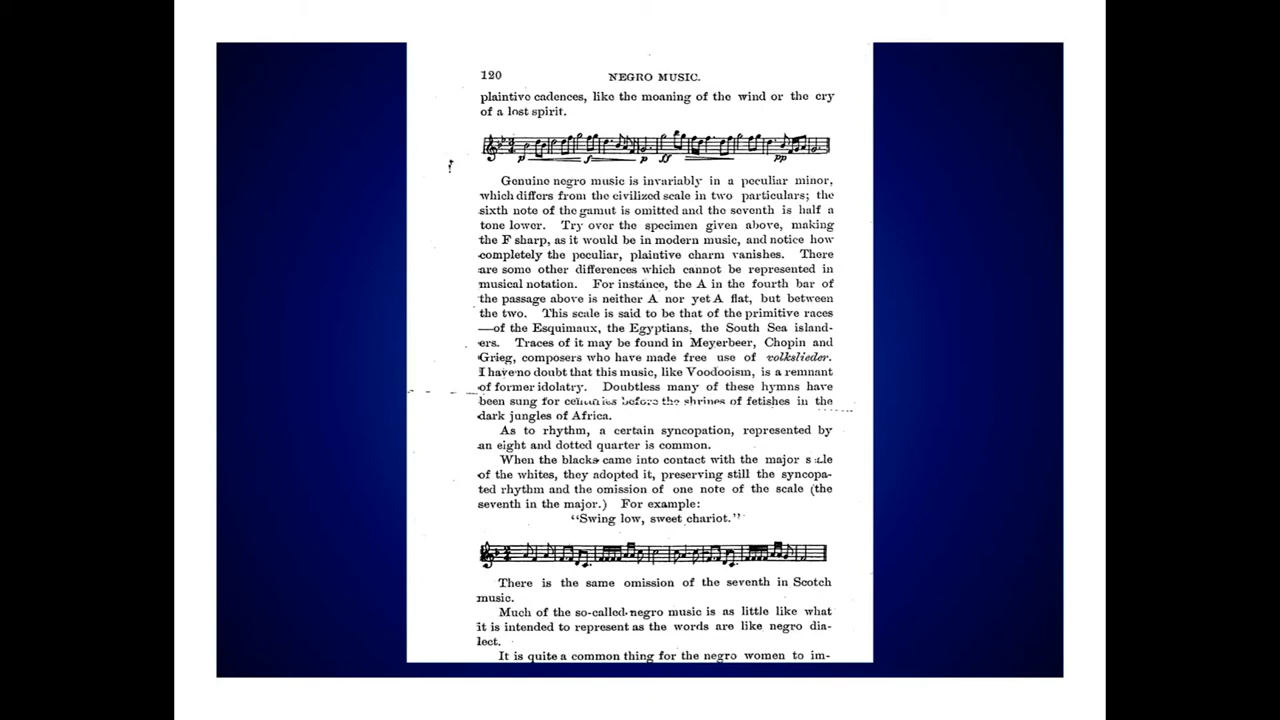 120 NEGRO MUSIC.
plaintive cadences, like the moaning of the wind or the cry
of a lost spirit.
p f p ff pp
Genuine negro music is invariably in a peculiar minor,
which differs from the civilized scale in two particulars; the
sixth note of the gamut is omitted and the seventh is half a
tone lower. Try over the specimen given above, making
the F sharp, as it would be in modern music, and notice how
completely the peculiar, plaintive charm vanishes. There
are some other differences which cannot be represented in
musical notation. For instance, the A in the fourth bar of
the passage above is neither A nor yet A flat, but between
the two. This scale is said to be that of the primitive races
—of the Esquimaux, the Egyptians, the South Sea island-
ers. Traces of it may be found in Meyerbeer, Chopin and
Grieg, composers who have made free use of volkslieder.
I have no doubt that this music, like Voodooism, is a remnant
of former idolatry. Doubtless many of these hymns have
been sung for centuries before the shrines of fetishes in the
dark jungles of Africa.
As to rhythm, a certain syncopation, represented by
an eight and dotted quarter is common.
When the blacks came into contact with the major scale
of the whites, they adopted it, preserving still the syncopa-
ted rhythm and the omission of one note of the scale (the
seventh in the major.) For example:
"Swing low, sweet chariot."
There is the same omission of the seventh in Scotch
music.
Much of the so-called negro music is as little like what
it is intended to represent as the words are like negro dia-
lect.
It is quite a common thing for the negro women to im-